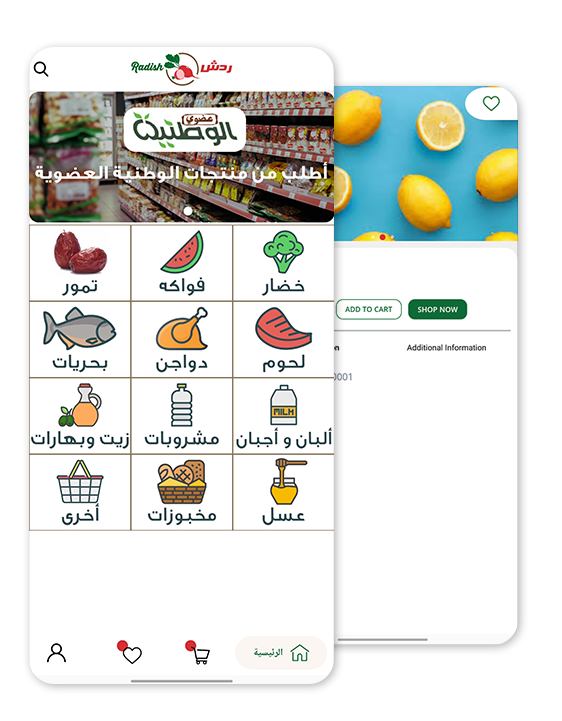 Radish ردش
عضوي
الوطنية
أطلب من منتجات الوطنية العضوية
خضار
فواكه
تمور
لحوم
دواجن
بحريات
MILK
ألبان و أجبان
مشروبات
زيت وبهارات
عسل
مخبوزات
أخرى
الرئيسية
ADD TO CART
SHOP NOW
Additional Information
0001